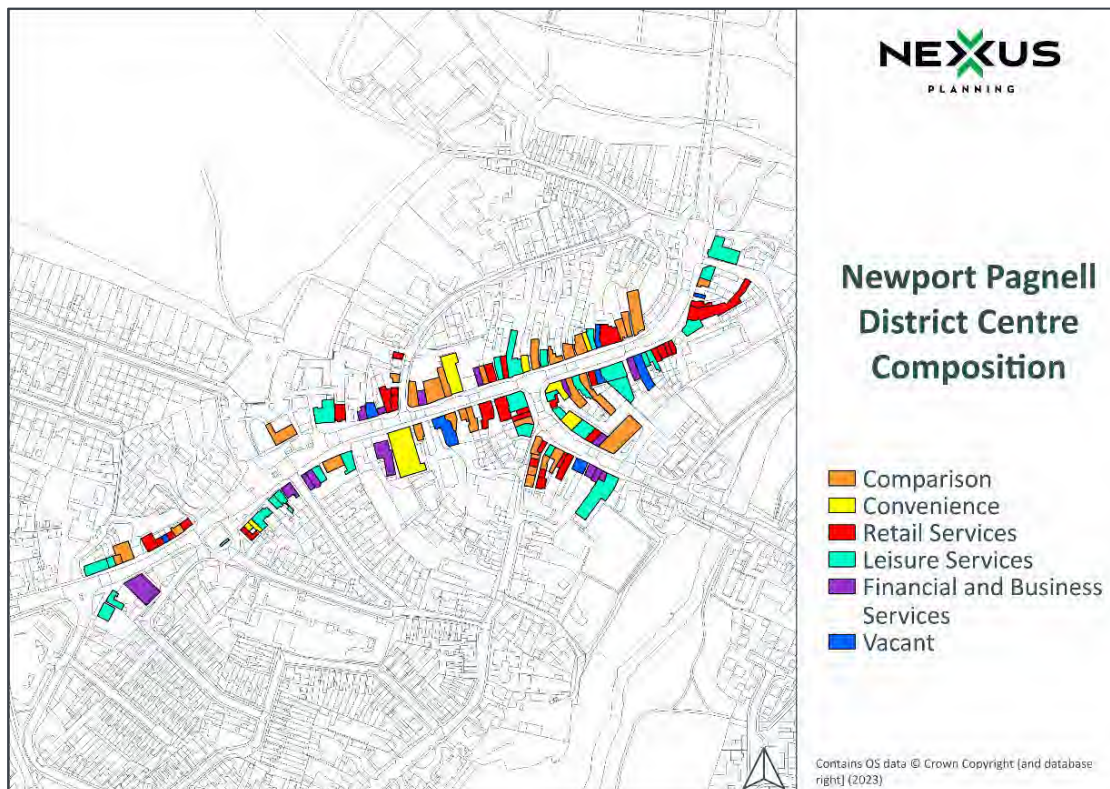 NEXUS
PLANNING
Newport Pagnell
District Centre
Composition
Comparison
Convenience
Retail Services
Leisure Services
Financial and Business
Services
Vacant
Contains OS data © Crown Copyright [and database
right] (2023)